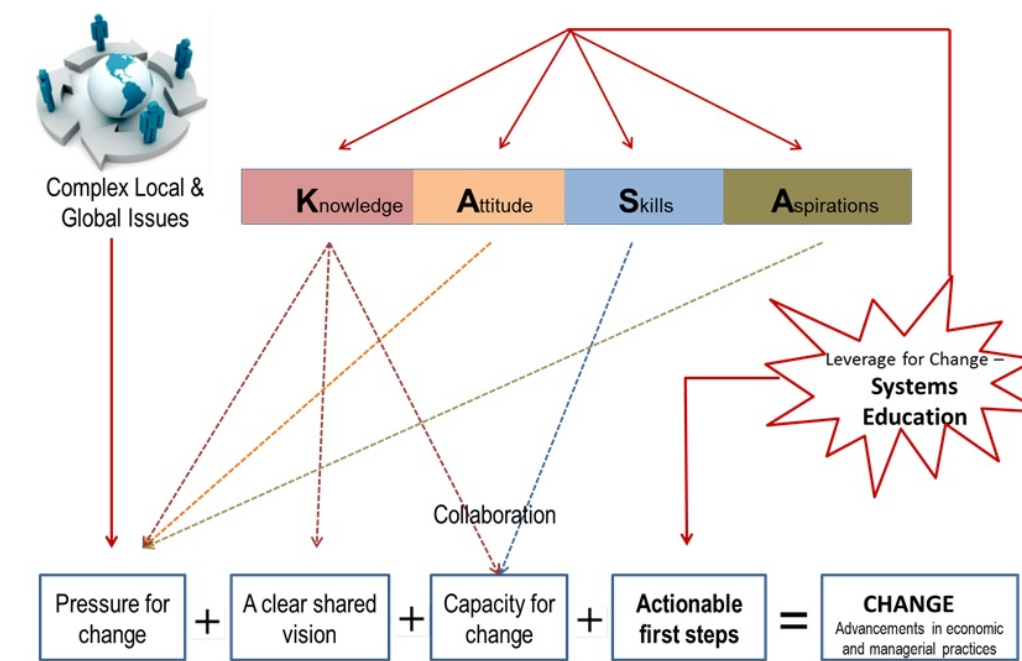 Complex Local &
Global Issues
Knowledge
Attitude
Skills
Aspirations
Leverage for Change –
Systems
Education
Collaboration
Pressure for
change
+
A clear shared
vision
+
Capacity for
change
+
Actionable
first steps
=
CHANGE
Advancements in economic
and managerial practices